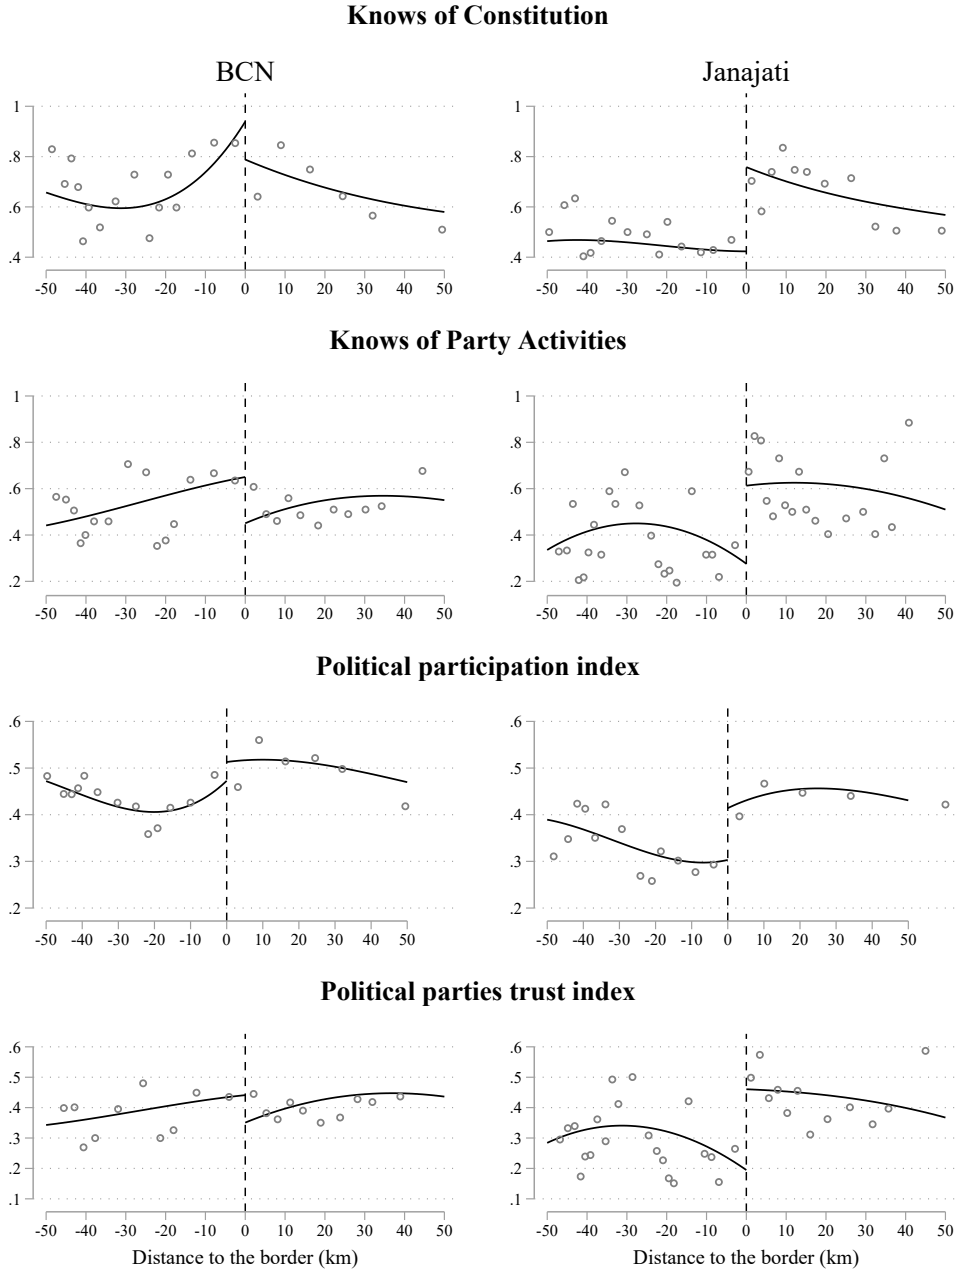 Knows of Constitution
BCN
Janajati
1
.8
.6
.4
-50 -40 -30 -20 -10 0 10 20 30 40 50
1
.8
.6
.4
-50 -40 -30 -20 -10 0 10 20 30 40 50
Knows of Party Activities
1
.8
.6
.4
.2
-50 -40 -30 -20 -10 0 10 20 30 40 50
1
.8
.6
.4
.2
-50 -40 -30 -20 -10 0 10 20 30 40 50
Political participation index
.6
.5
.4
.3
.2
-50 -40 -30 -20 -10 0 10 20 30 40 50
.6
.5
.4
.3
.2
-50 -40 -30 -20 -10 0 10 20 30 40 50
Political parties trust index
.6
.5
.4
.3
.2
.1
-50 -40 -30 -20 -10 0 10 20 30 40 50
Distance to the border (km)
.6
.5
.4
.3
.2
.1
-50 -40 -30 -20 -10 0 10 20 30 40 50
Distance to the border (km)